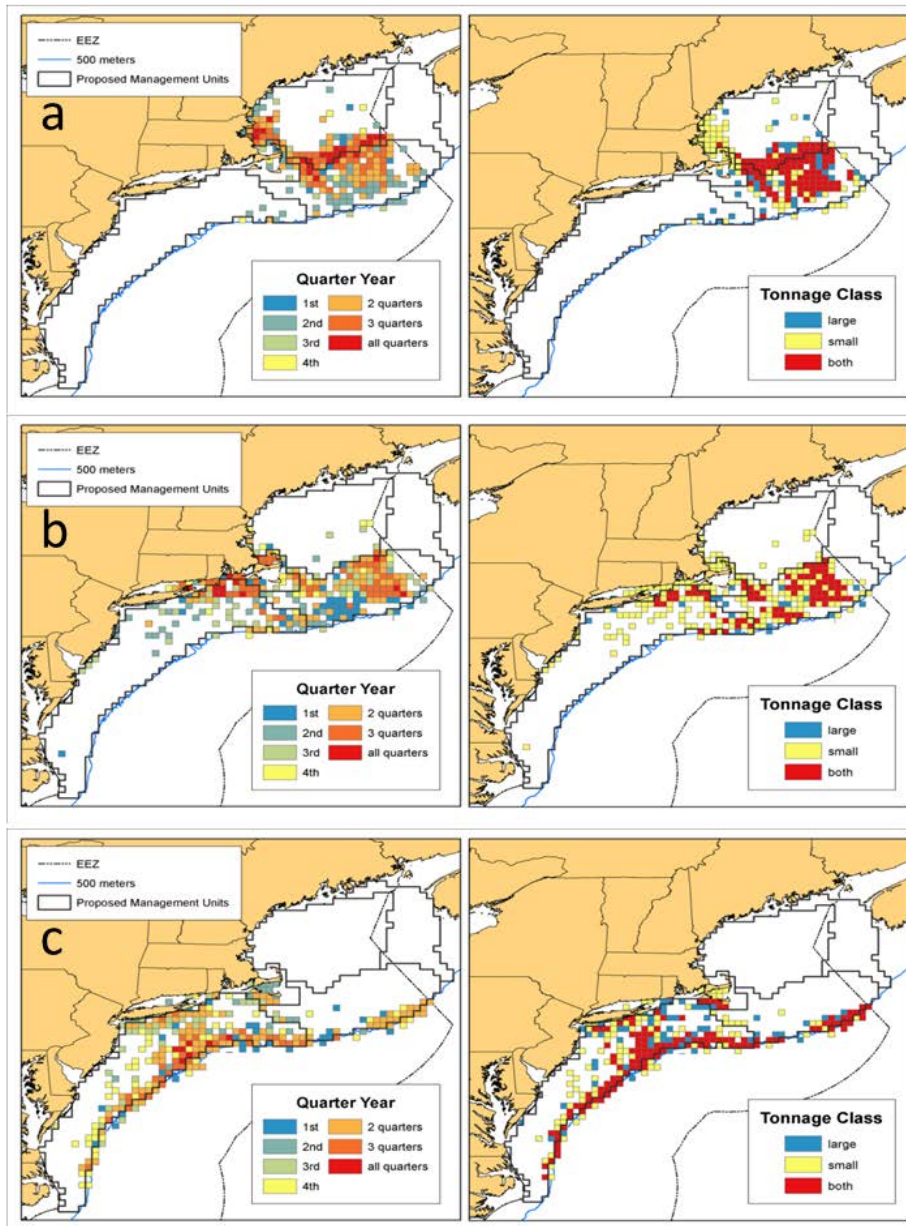 a
EEZ
500 meters
Proposed Management Units
Quarter Year
1st 2 quarters
2nd 3 quarters
3rd all quarters
4th
Tonnage Class
large
small
both
b
EEZ
500 meters
Proposed Management Units
Quarter Year
1st 2 quarters
2nd 3 quarters
3rd all quarters
4th
Tonnage Class
large
small
both
c
EEZ
500 meters
Proposed Management Units
Quarter Year
1st 2 quarters
2nd 3 quarters
3rd all quarters
4th
Tonnage Class
large
small
both